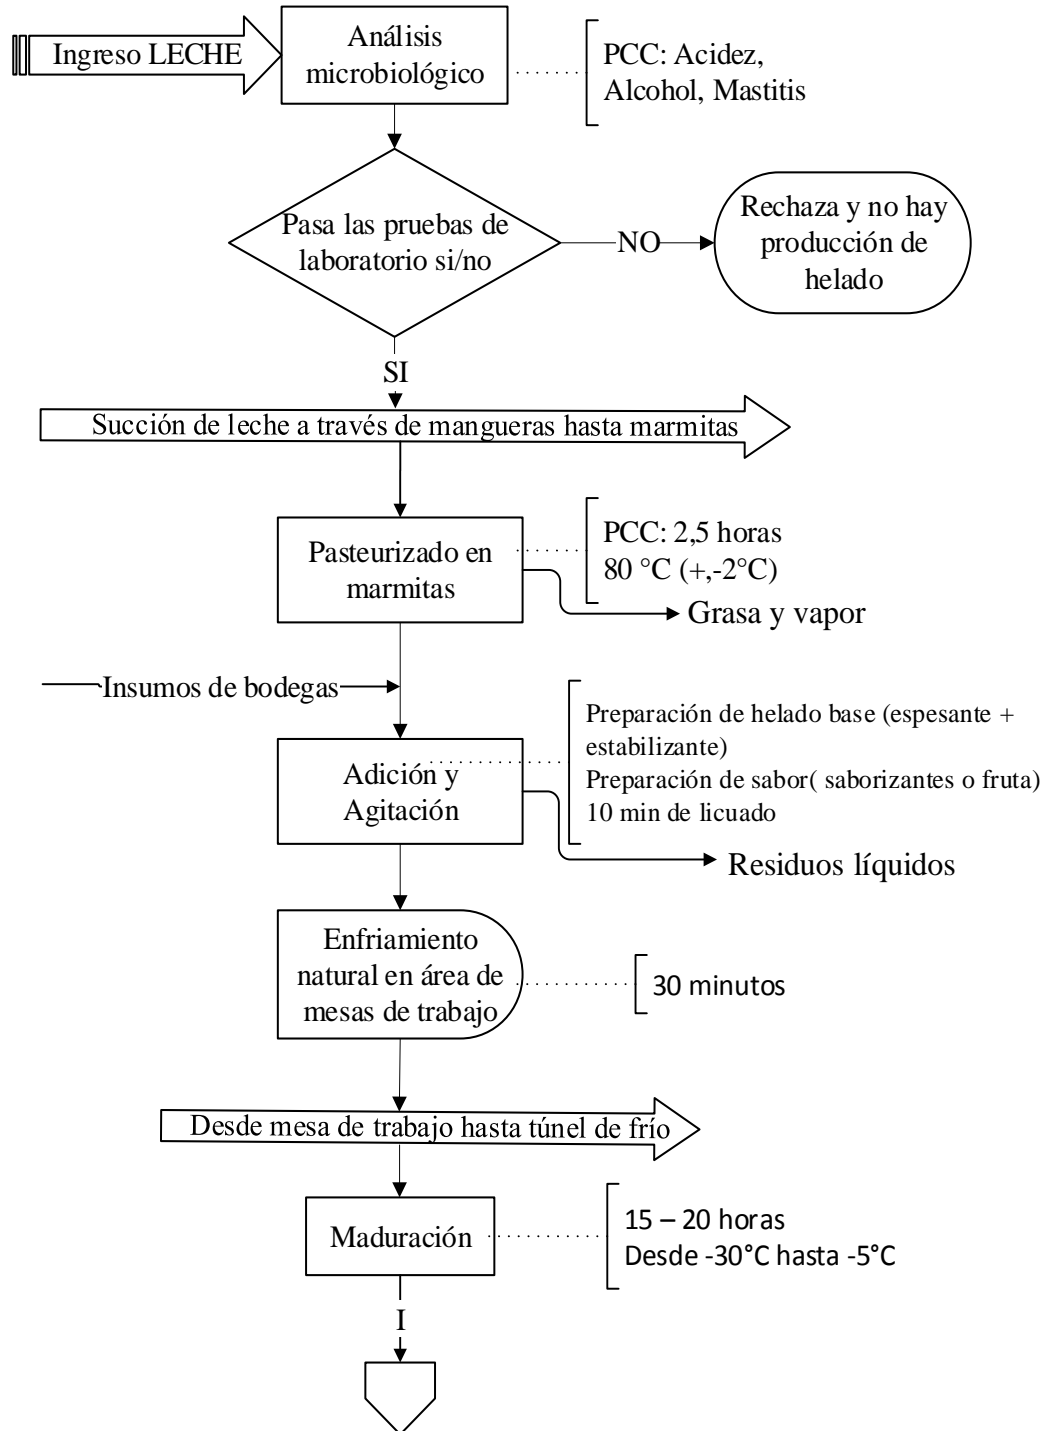 Ingreso LECHE
Análisis
microbiológico
PCC: Acidez,
Alcohol, Mastitis
Pasa las pruebas de
laboratorio si/no
NO
Rechaza y no hay
producción de
helado
SI
Succión de leche a través de mangueras hasta marmitas
Pasteurizado en
marmitas
PCC: 2,5 horas
80 °C (+,-2°C)
Grasa y vapor
Insumos de bodegas
Adición y
Agitación
Preparación de helado base (espesante +
estabilizante)
Preparación de sabor( saborizantes o fruta)
10 min de licuado
Residuos líquidos
Enfriamiento
natural en área de
mesas de trabajo
30 minutos
Desde mesa de trabajo hasta túnel de frío
Maduración
15 – 20 horas
Desde -30°C hasta -5°C
I